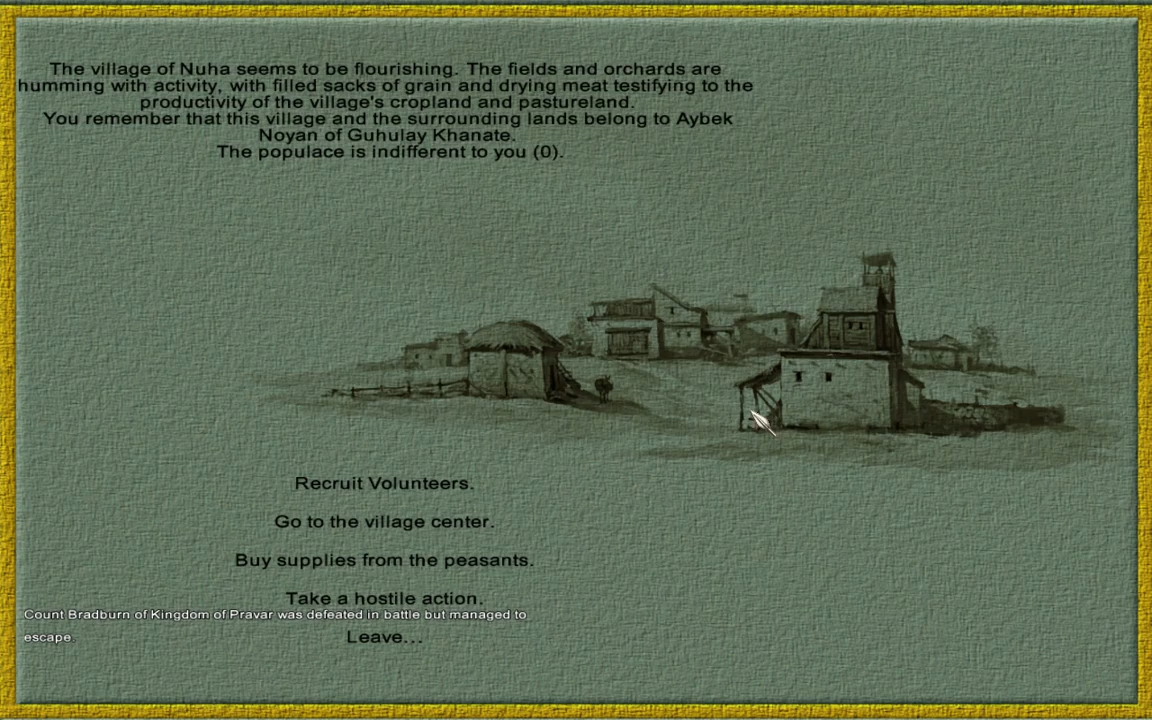 The village of Nuha seems to be flourishing. The fields and orchards are
humming with activity, with filled sacks of grain and drying meat testifying to the
productivity of the village's cropland and pastureland.
You remember that this village and the surrounding lands belong to Aybek
Noyan of Guhulay Khanate.
The populace is indifferent to you (0).
Recruit Volunteers.
Go to the village center.
Buy supplies from the peasants.
Take a hostile action.
Count Bradburn of Kingdom of Pravar was defeated in battle but managed to
escape.
Leave...